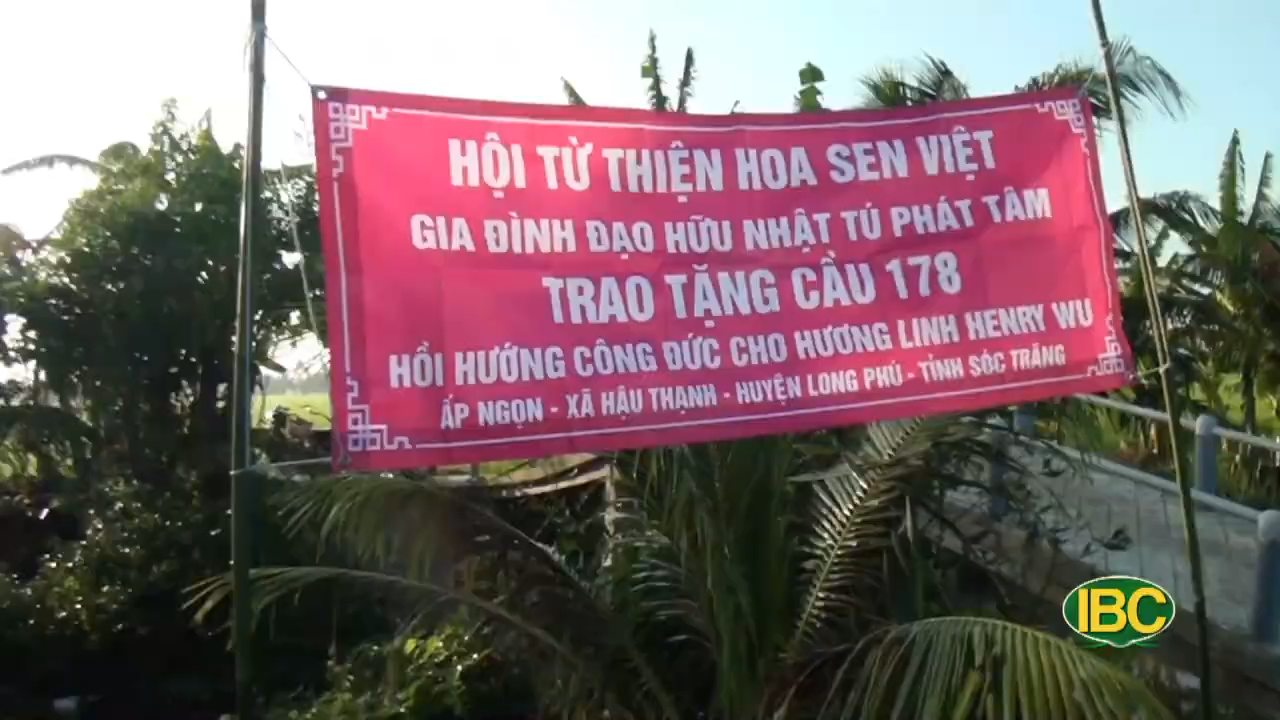 HỘI TỪ THIỆN HOA SEN VIỆT
GIA ĐÌNH ĐẠO HỮU NHẬT TÚ PHÁT TÂM
TRAO TẶNG CẦU 178
HỒI HƯỚNG CÔNG ĐỨC CHO HƯƠNG LINH HENRY WU
ẤP NGỌN - XÃ HẬU THẠNH - HUYỆN LONG PHÚ - TỈNH SÓC TRĂNG
IBC